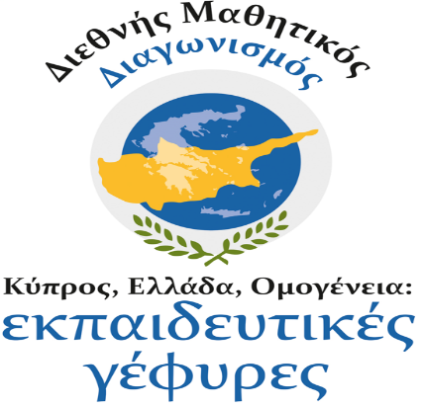 Διεθνής Μαθητικός
Διαγωνισμός
Κύπρος, Ελλάδα, Ομογένεια:
εκπαιδευτικές
γέφυρες